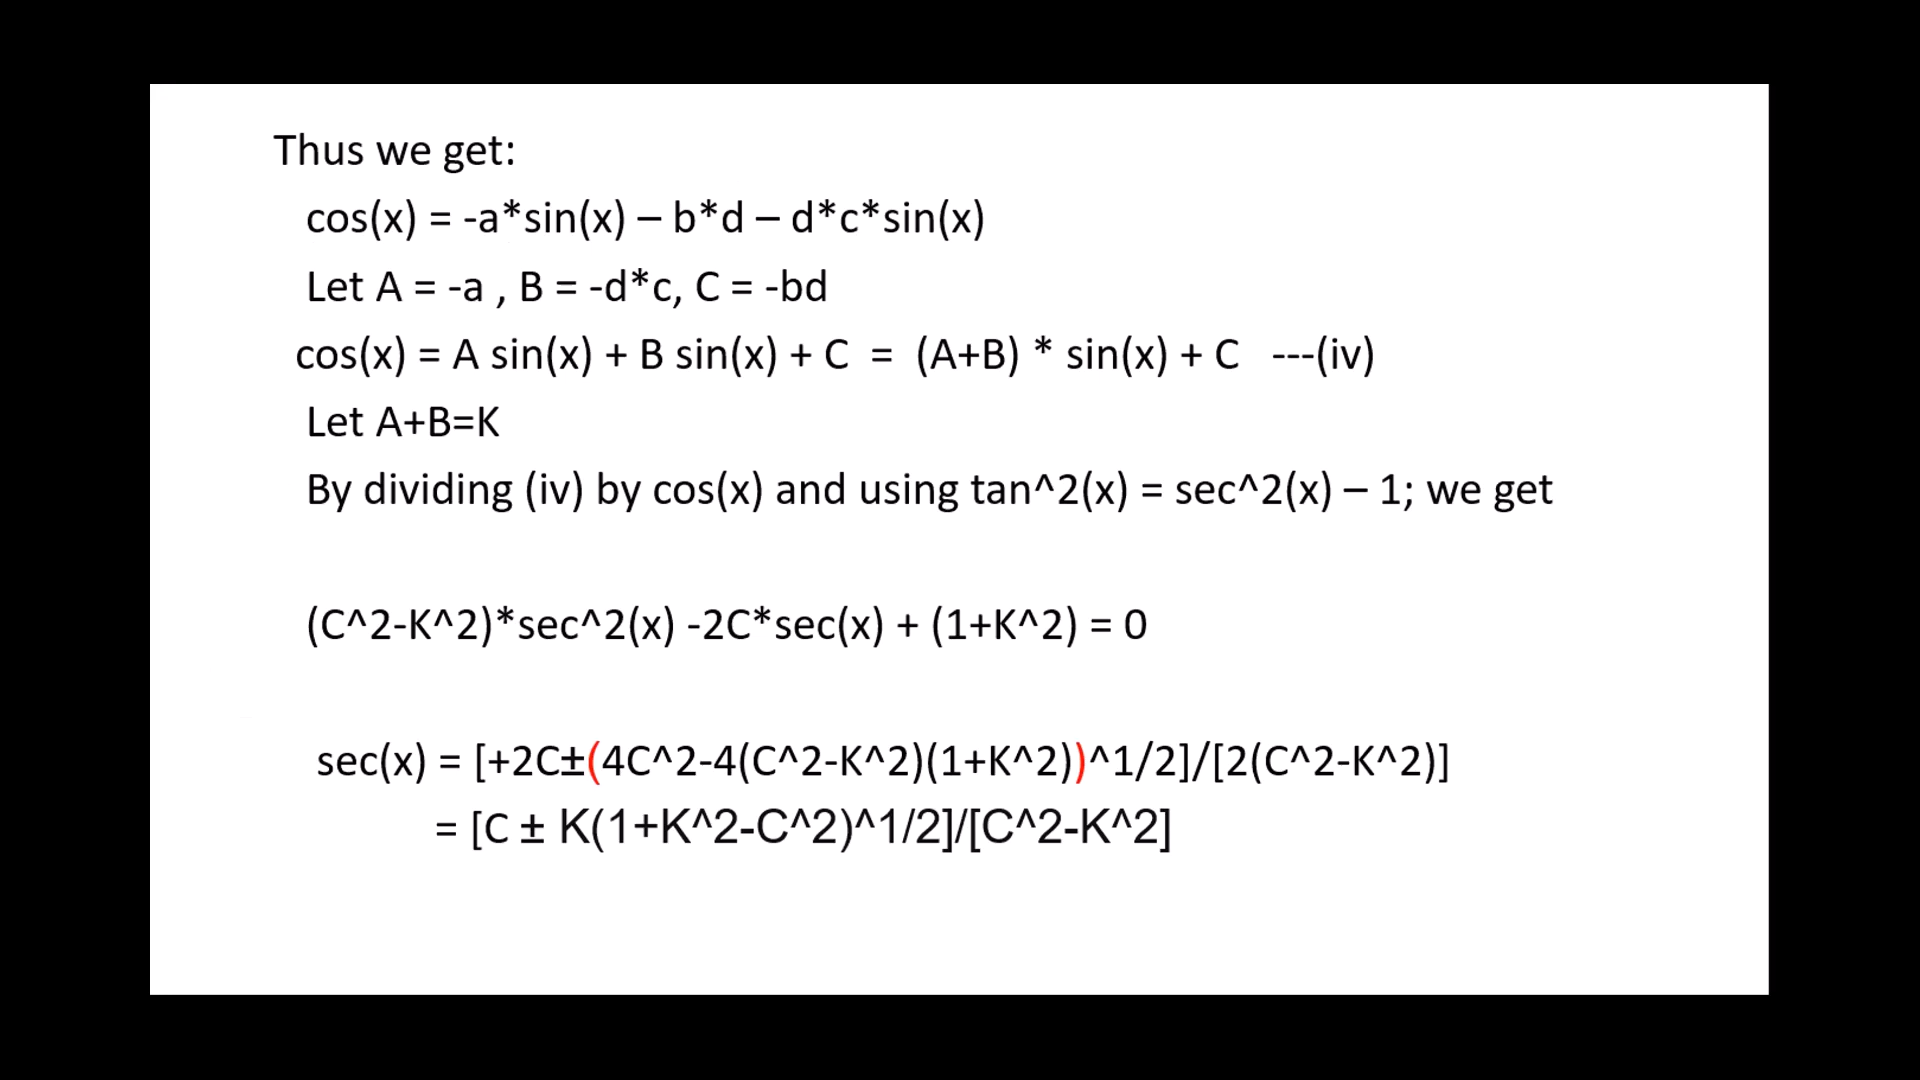 Thus we get:
cos(x) = -a*sin(x) – b*d – d*c*sin(x)
Let A = -a , B = -d*c, C = -bd
cos(x) = A sin(x) + B sin(x) + C = (A+B) * sin(x) + C ---(iv)
Let A+B=K
By dividing (iv) by cos(x) and using tan^2(x) = sec^2(x) – 1; we get
(C^2-K^2)*sec^2(x) -2C*sec(x) + (1+K^2) = 0
sec(x) = [+2C±(4C^2-4(C^2-K^2)(1+K^2))^1/2]/[2(C^2-K^2)]
= [C ± K(1+K^2-C^2)^1/2]/[C^2-K^2]